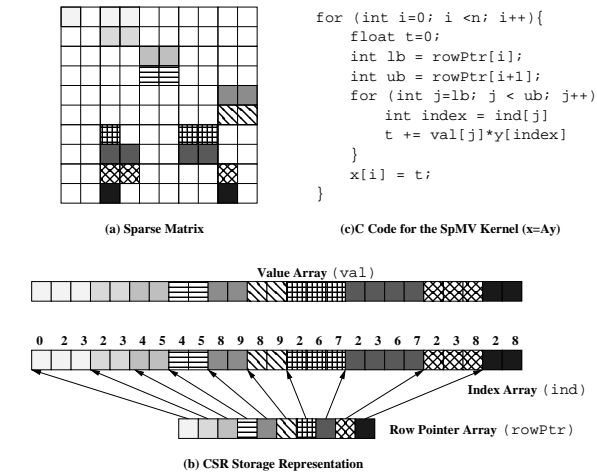 for (int i=0; i <n; i++){
float t=0;
int lb = rowPtr[i];
int ub = rowPtr[i+1];
for (int j=lb; j < ub; j++)
int index = ind[j]
t += val[j]*y[index]
}
x[i] = t;
}
(a) Sparse Matrix
(c)C Code for the SpMV Kernel (x=Ay)
Value Array (val)
0 2 3 2 3 4 5 4 5 8 9 8 9 2 6 7 2 3 6 7 2 3 8 2 8
Index Array (ind)
Row Pointer Array (rowPtr)
(b) CSR Storage Representation